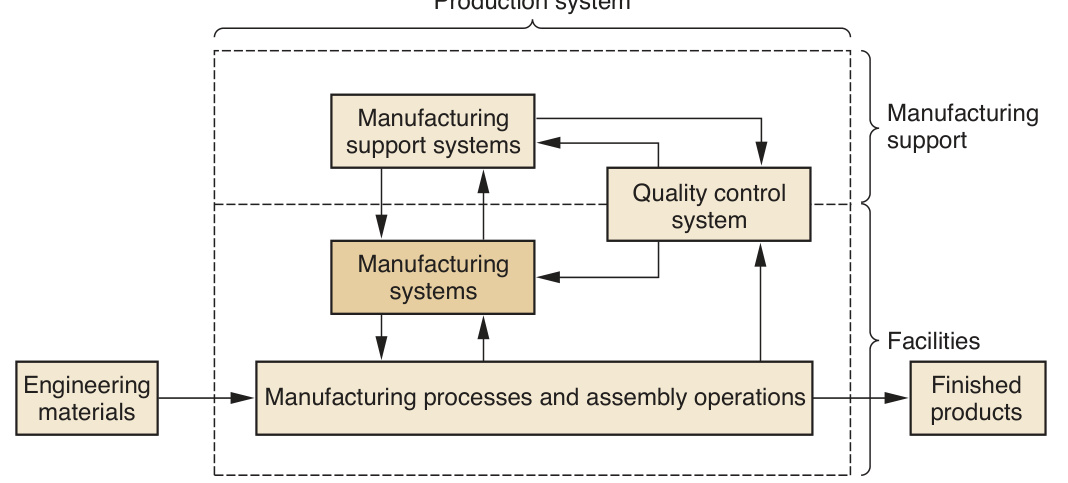 Production system
Manufacturing
support systems
Manufacturing
support
Quality control
system
Manufacturing
systems
Facilities
Engineering
materials
Manufacturing processes and assembly operations
Finished
products